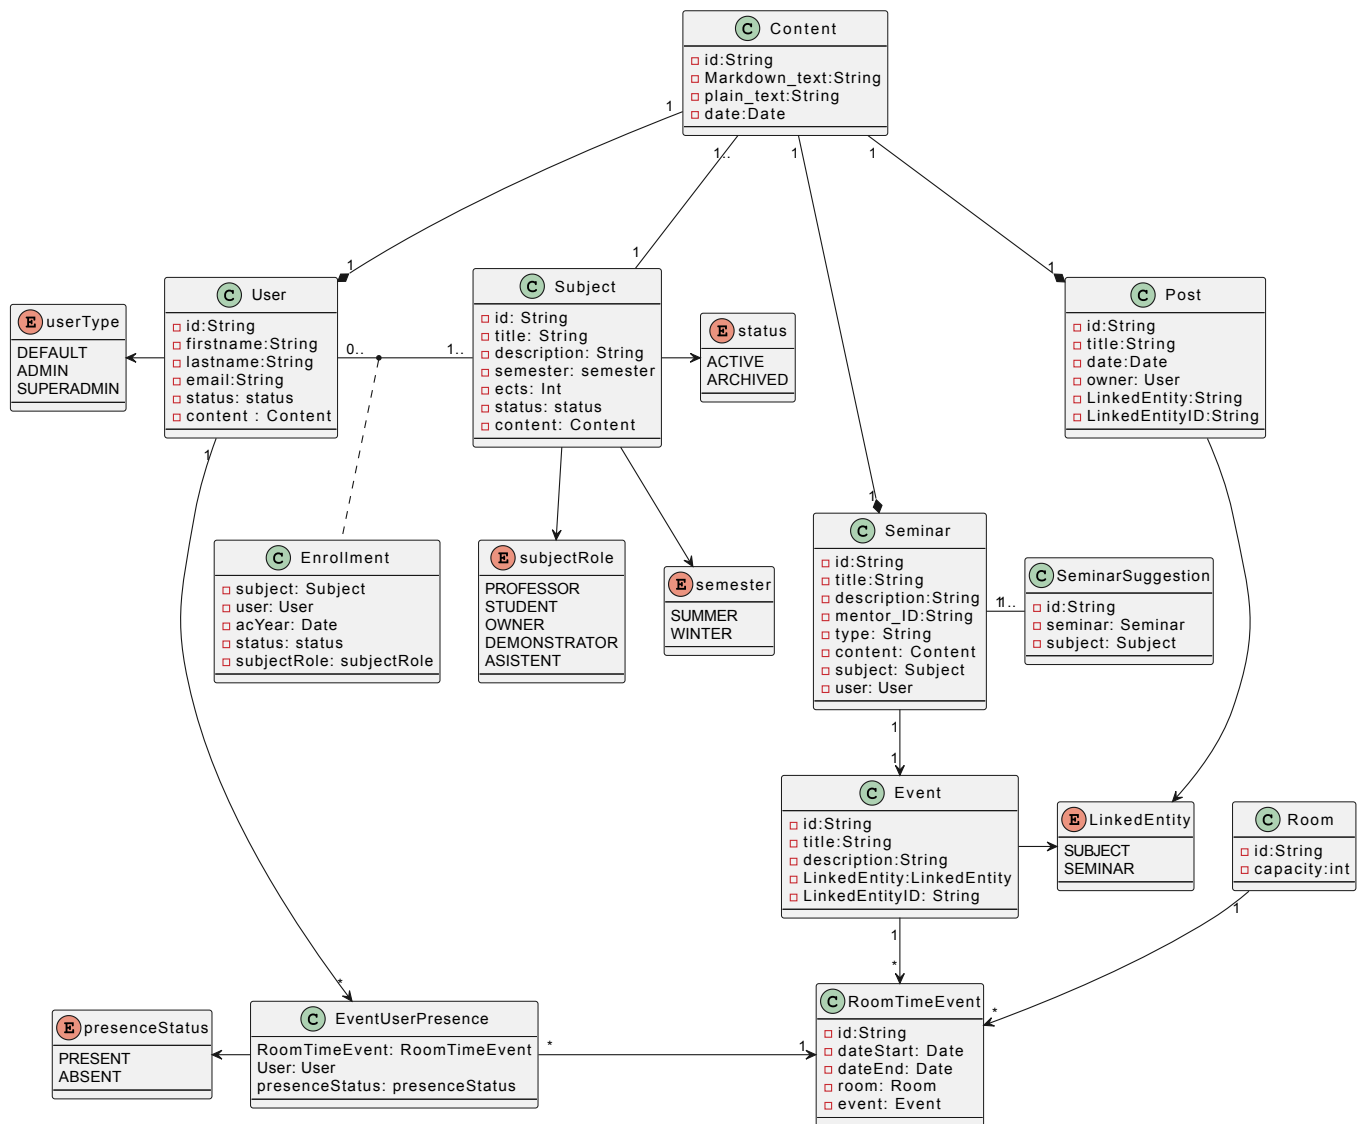 C Content
id:String
Markdown_text:String
plain_text:String
date:Date
1
1..
1
1
1
1
1
1
C User
id:String
firstname:String
lastname:String
email:String
status: status
content : Content
C Subject
id: String
title: String
description: String
semester: semester
ects: Int
status: status
content: Content
C Post
id:String
title:String
date:Date
owner: User
LinkedEntity:String
LinkedEntityID:String
E userType
DEFAULT
ADMIN
SUPERADMIN
0..
1..
E status
ACTIVE
ARCHIVED
1
C Enrollment
subject: Subject
user: User
acYear: Date
status: status
subjectRole: subjectRole
E subjectRole
PROFESSOR
STUDENT
OWNER
DEMONSTRATOR
ASISTENT
E semester
SUMMER
WINTER
C Seminar
id:String
title:String
description:String
mentor_ID:String
type: String
content: Content
subject: Subject
user: User
1
1..
C SeminarSuggestion
id:String
seminar: Seminar
subject: Subject
1
1
C Event
id:String
title:String
description:String
LinkedEntity:LinkedEntity
LinkedEntityID: String
E LinkedEntity
SUBJECT
SEMINAR
C Room
id:String
capacity:int
1
1
*
*
*
E presenceStatus
PRESENT
ABSENT
C EventUserPresence
RoomTimeEvent: RoomTimeEvent
User: User
presenceStatus: presenceStatus
*
1
C RoomTimeEvent
id:String
dateStart: Date
dateEnd: Date
room: Room
event: Event